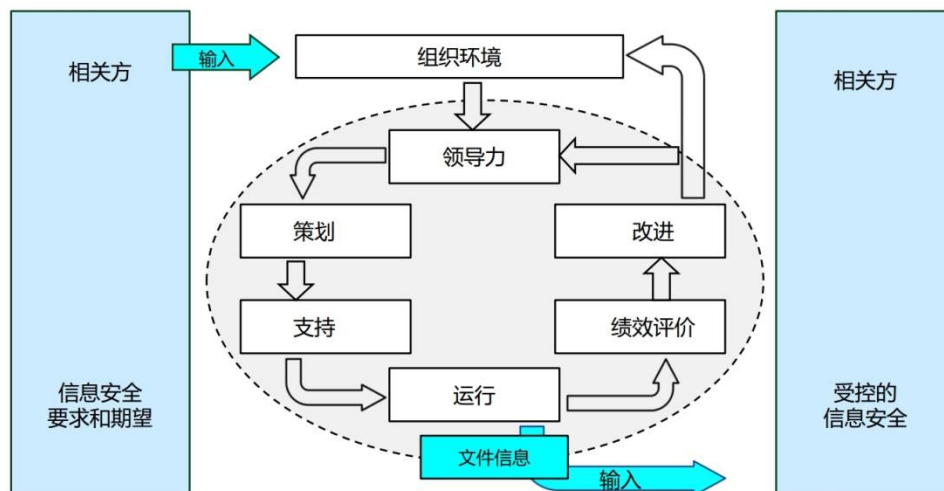 相关方
输入
组织环境
相关方
领导力
策划
改进
支持
绩效评价
信息安全
要求和期望
运行
受控的
信息安全
文件信息
输入